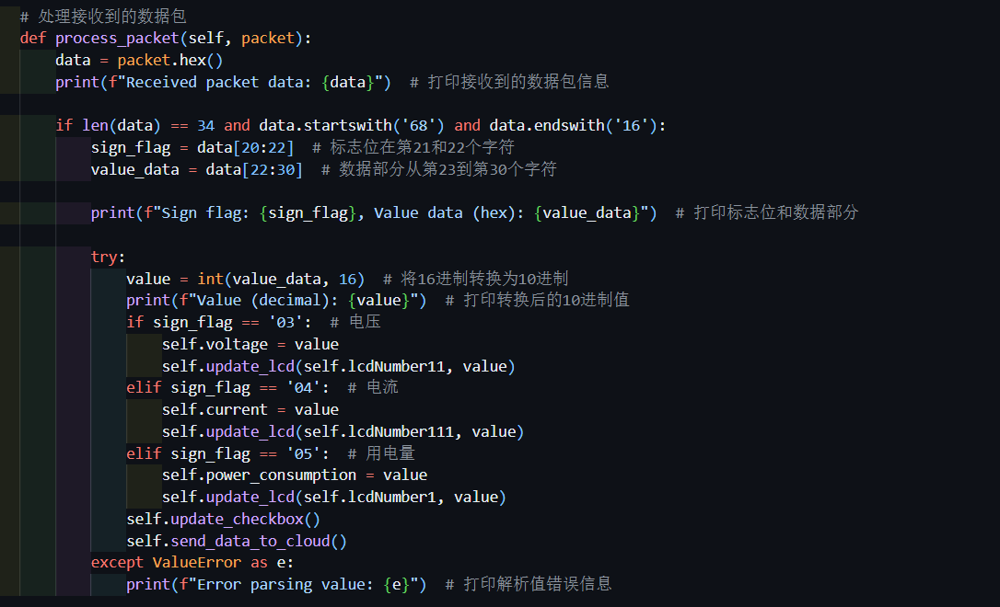 # 处理接收到的数据包
def process_packet(self, packet):
    data = packet.hex()
    print(f"Received packet data: {data}")  # 打印接收到的数据包信息

    if len(data) == 34 and data.startswith('68') and data.endswith('16'):
        sign_flag = data[20:22]  # 标志位在第21和22个字符
        value_data = data[22:30]  # 数据部分从第23到第30个字符

        print(f"Sign flag: {sign_flag}, Value data (hex): {value_data}")  # 打印标志位和数据部分

        try:
            value = int(value_data, 16)  # 将16进制转换为10进制
            print(f"Value (decimal): {value}")  # 打印转换后的10进制值
            if sign_flag == '03':  # 电压
                self.voltage = value
                self.update_lcd(self.lcdNumber11, value)
            elif sign_flag == '04':  # 电流
                self.current = value
                self.update_lcd(self.lcdNumber111, value)
            elif sign_flag == '05':  # 用电量
                self.power_consumption = value
                self.update_lcd(self.lcdNumber1, value)
            self.update_checkbox()
            self.send_data_to_cloud()
        except ValueError as e:
            print(f"Error parsing value: {e}")  # 打印解析值错误信息